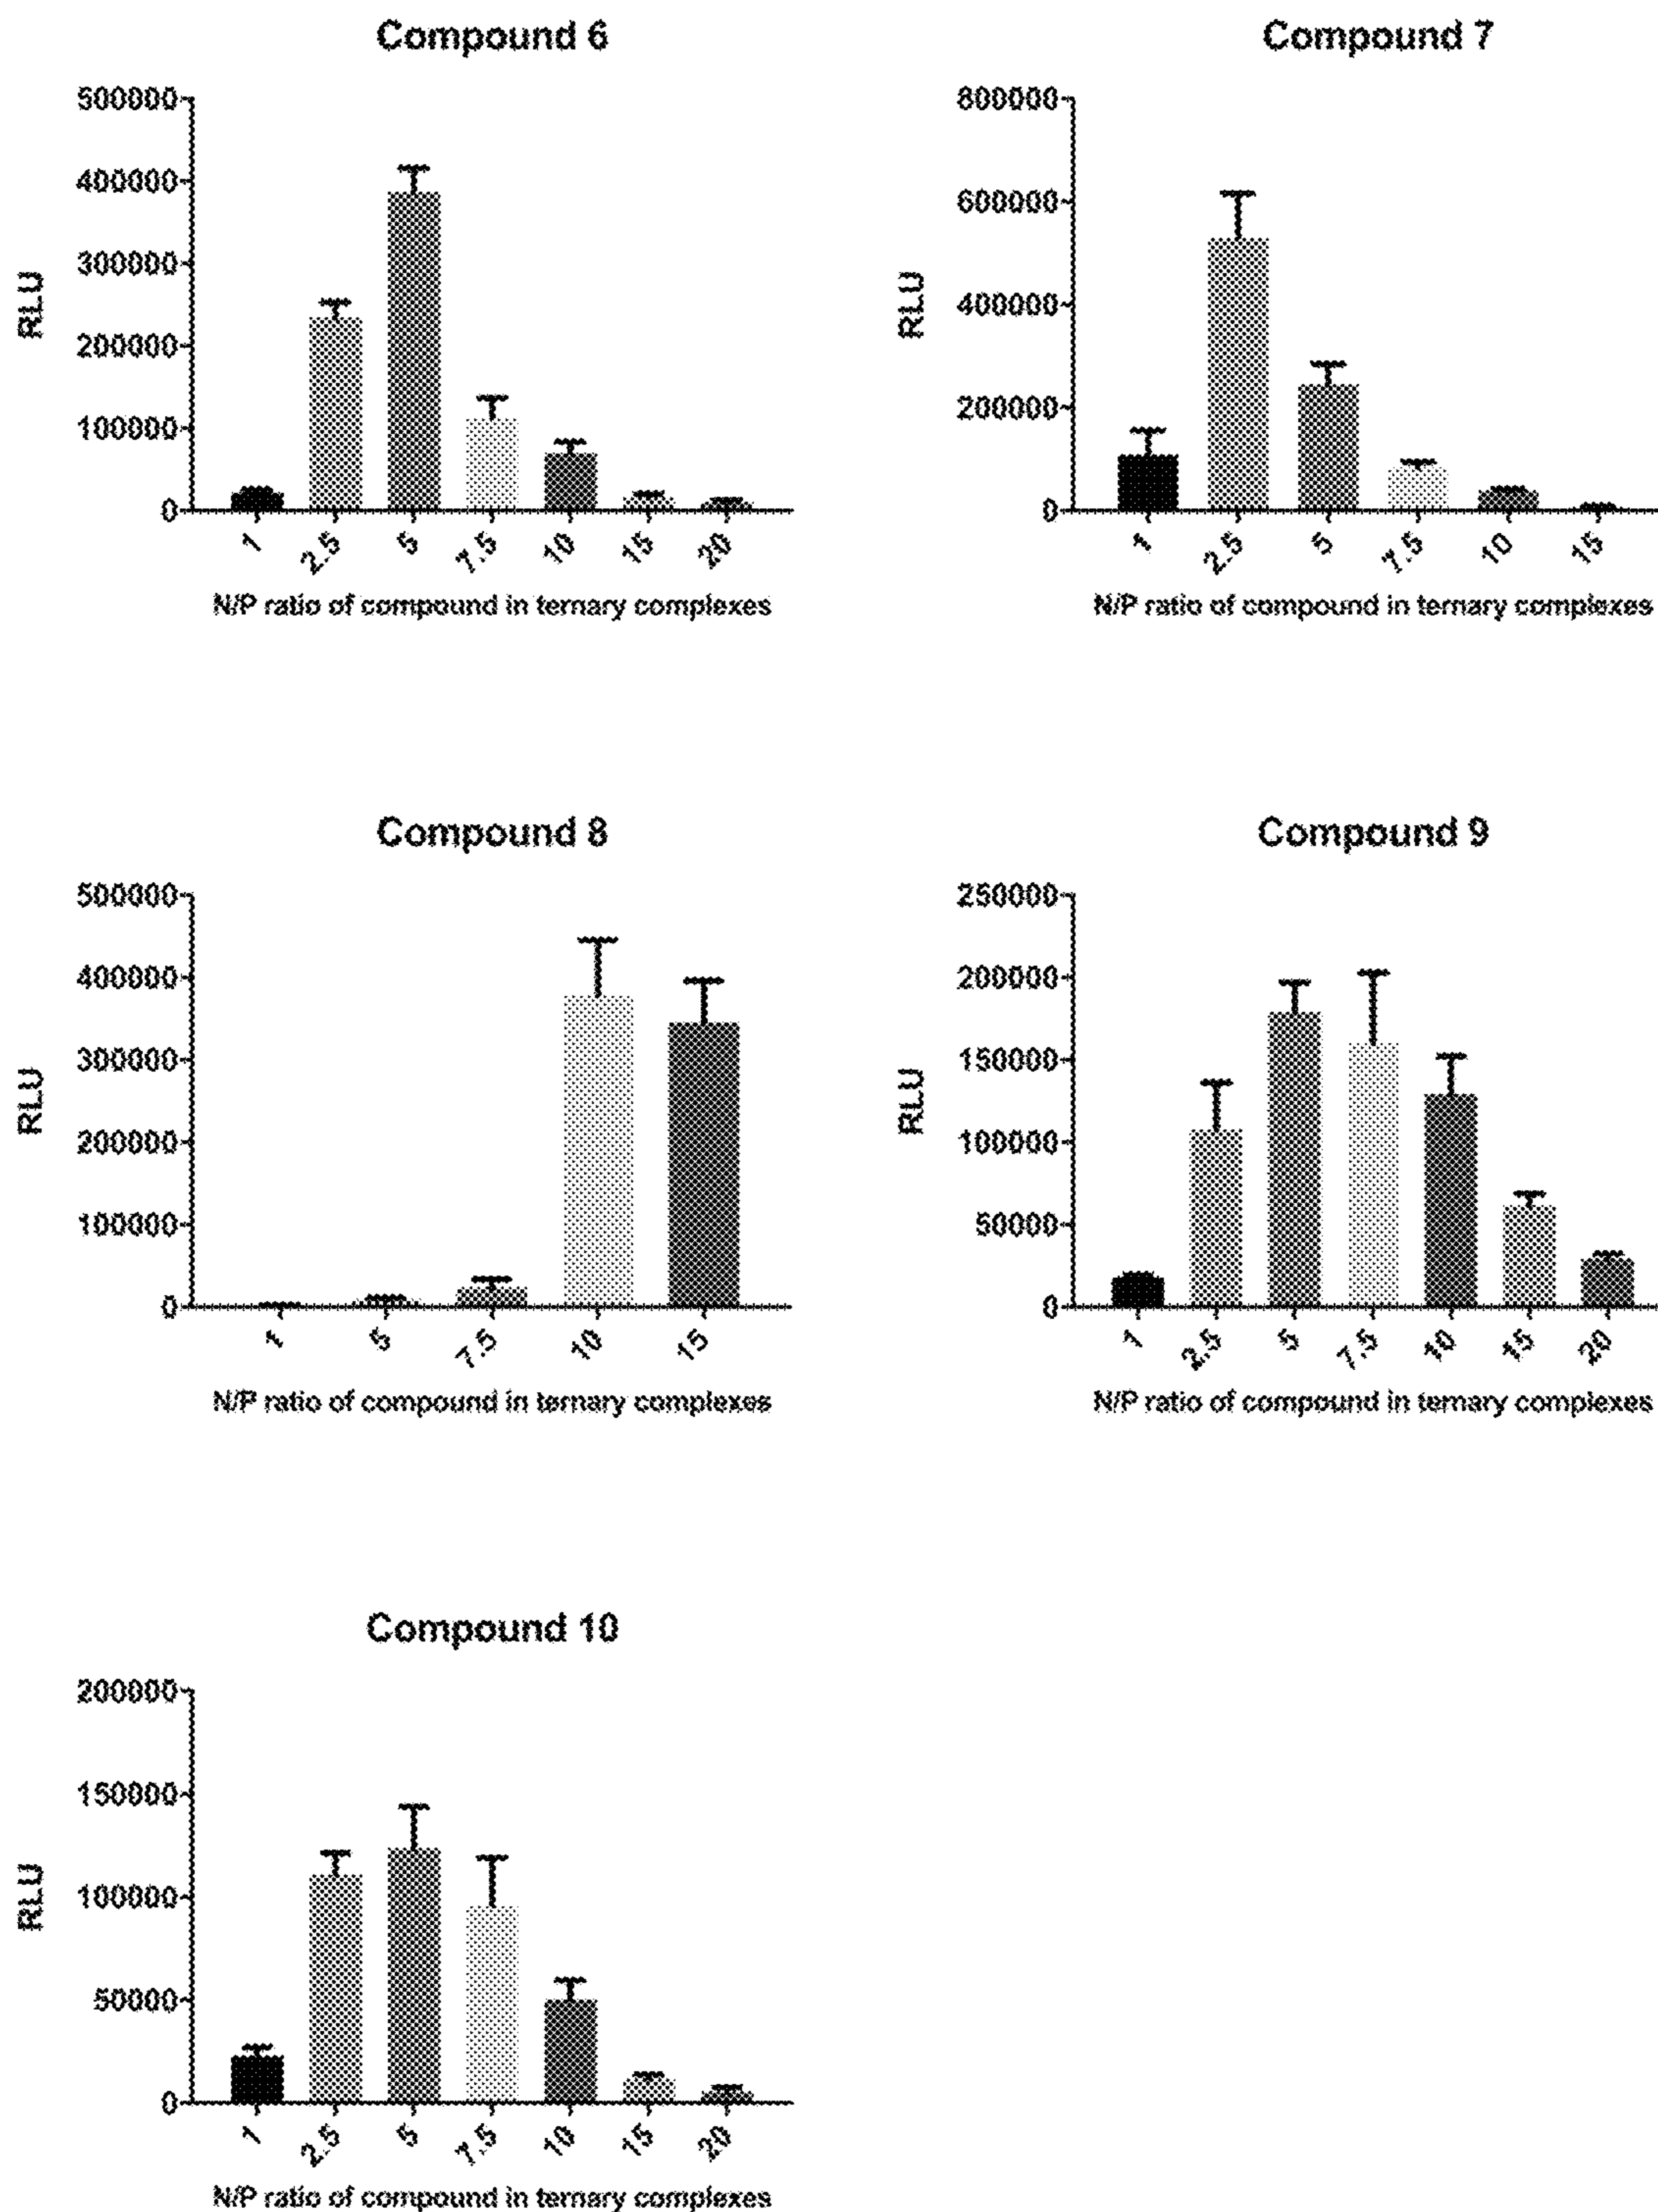 Compound 6
500000
400000
300000
200000
100000
0
RLU
1 2.5 5 7.5 10 15 20
N/P ratio of compound in ternary complexes
Compound 7
800000
600000
400000
200000
0
RLU
1 2.5 5 7.5 10 15
N/P ratio of compound in ternary complexes
Compound 8
500000
400000
300000
200000
100000
0
RLU
1 5 7.5 10 15
N/P ratio of compound in ternary complexes
Compound 9
250000
200000
150000
100000
50000
0
RLU
1 2.5 5 7.5 10 15 20
N/P ratio of compound in ternary complexes
Compound 10
200000
150000
100000
50000
0
RLU
1 2.5 5 7.5 10 15 20
N/P ratio of compound in ternary complexes